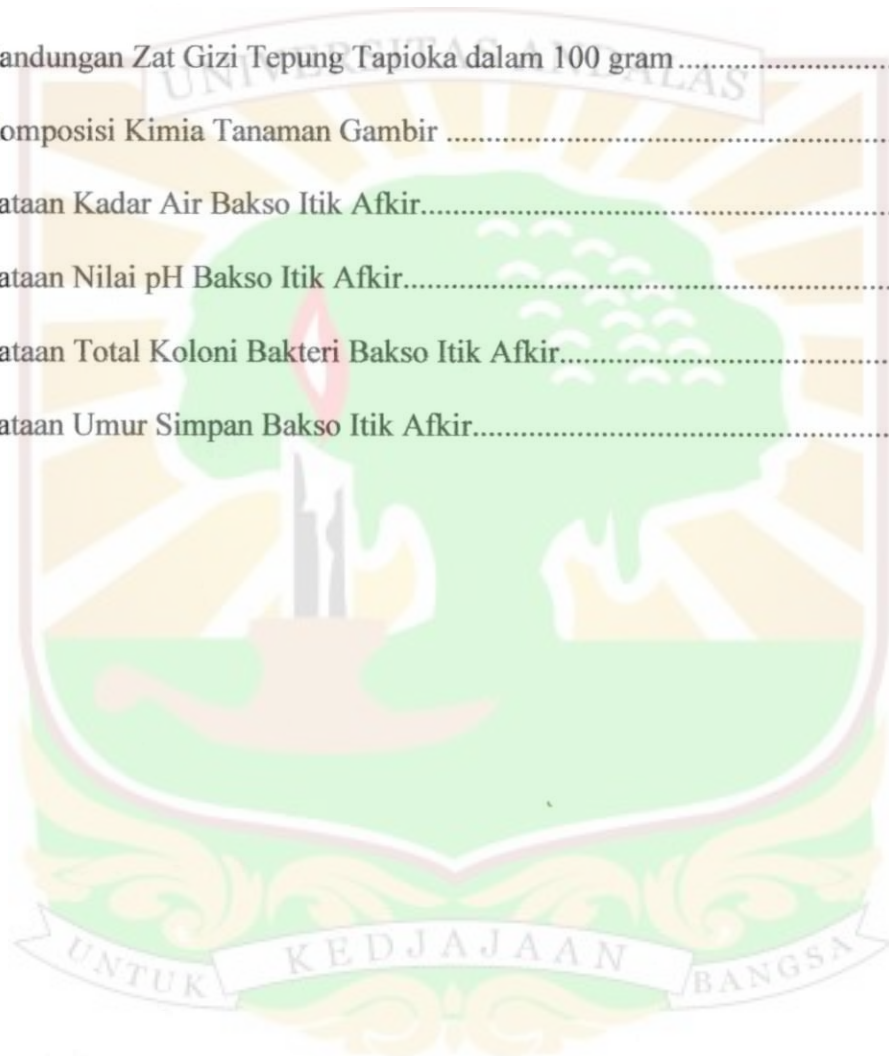 andungan Zat Gizi Tepung Tapioka dalam 100 gram ........................
UNIVERSITAS ANDALAS
omposisi Kimia Tanaman Gambir ........................................................
ataan Kadar Air Bakso Itik Afkir............................................................
ataan Nilai pH Bakso Itik Afkir..............................................................
ataan Total Koloni Bakteri Bakso Itik Afkir..........................................
ataan Umur Simpan Bakso Itik Afkir.....................................................
UNTUK KEDJAJAAN BANGSA